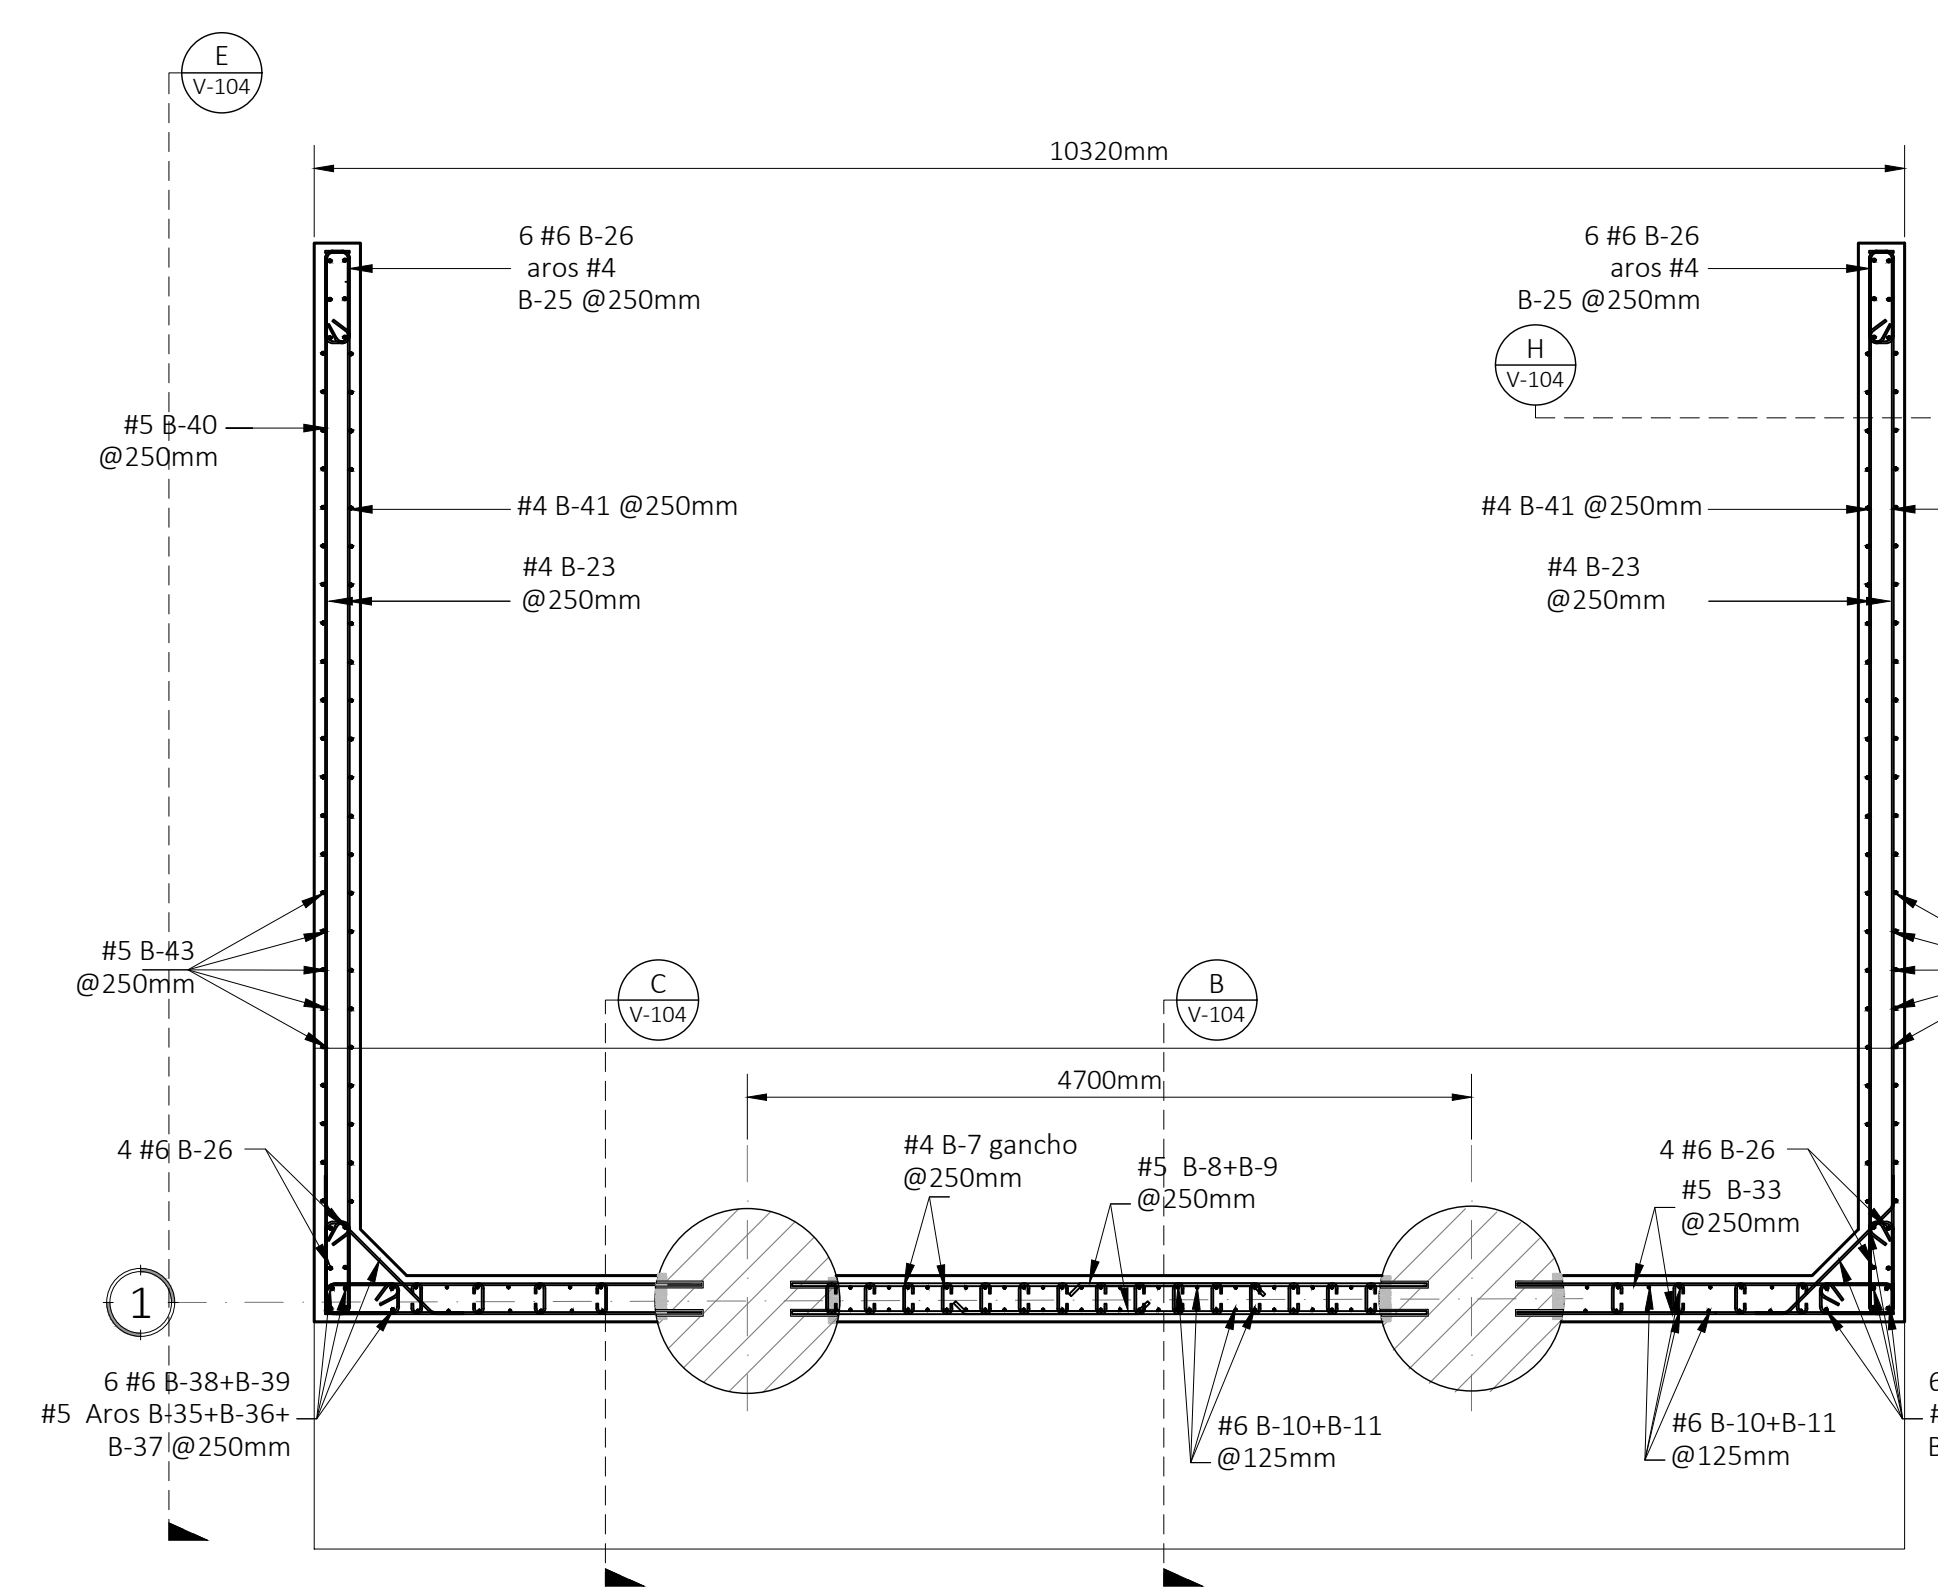 E
V-104
10320mm
6 #6 B-26
aros #4
B-25 @250mm
6 #6 B-26
aros #4
B-25 @250mm
H
V-104
#5 B-40
@250mm
#4 B-41 @250mm
#4 B-41 @250mm
#4 B-23
@250mm
#4 B-23
@250mm
#5 B-43
@250mm
C
V-104
B
V-104
4700mm
4 #6 B-26
#4 B-7 gancho
@250mm
#5 B-8+B-9
@250mm
4 #6 B-26
#5 B-33
@250mm
1
6 #6 B-38+B-39
#5 Aros B-35+B-36+
B-37 @250mm
#6 B-10+B-11
@125mm
#6 B-10+B-11
@125mm
6
#
B